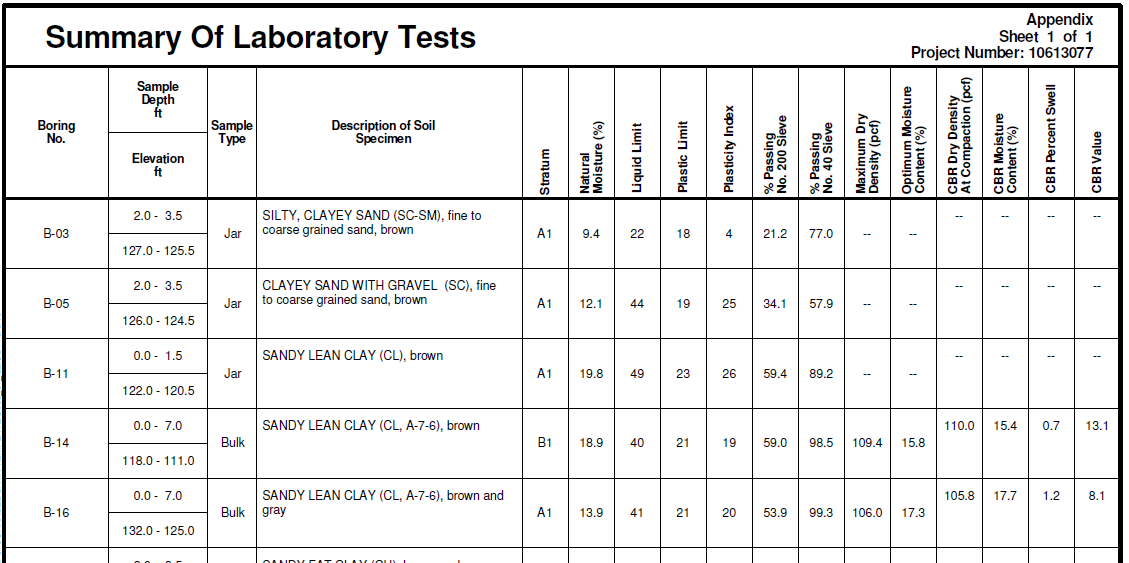 Summary Of Laboratory Tests
Appendix
Sheet 1 of 1
Project Number: 10613077
Boring No. | Sample Depth ft / Elevation ft | Sample Type | Description of Soil Specimen | Stratum | Natural Moisture (%) | Liquid Limit | Plastic Limit | Plasticity Index | % Passing No. 200 Sieve | % Passing No. 40 Sieve | Maximum Dry Density (pcf) | Optimum Moisture Content (%) | CBR Dry Density At Compaction (pcf) | CBR Moisture Content (%) | CBR Percent Swell | CBR Value
B-03 | 2.0 - 3.5 / 127.0 - 125.5 | Jar | SILTY, CLAYEY SAND (SC-SM), fine to coarse grained sand, brown | A1 | 9.4 | 22 | 18 | 4 | 21.2 | 77.0 | -- | -- | -- | -- | -- | --
B-05 | 2.0 - 3.5 / 126.0 - 124.5 | Jar | CLAYEY SAND WITH GRAVEL (SC), fine to coarse grained sand, brown | A1 | 12.1 | 44 | 19 | 25 | 34.1 | 57.9 | -- | -- | -- | -- | -- | --
B-11 | 0.0 - 1.5 / 122.0 - 120.5 | Jar | SANDY LEAN CLAY (CL), brown | A1 | 19.8 | 49 | 23 | 26 | 59.4 | 89.2 | -- | -- | -- | -- | -- | --
B-14 | 0.0 - 7.0 / 118.0 - 111.0 | Bulk | SANDY LEAN CLAY (CL, A-7-6), brown | B1 | 18.9 | 40 | 21 | 19 | 59.0 | 98.5 | 109.4 | 15.8 | 110.0 | 15.4 | 0.7 | 13.1
B-16 | 0.0 - 7.0 / 132.0 - 125.0 | Bulk | SANDY LEAN CLAY (CL, A-7-6), brown and gray | A1 | 13.9 | 41 | 21 | 20 | 53.9 | 99.3 | 106.0 | 17.3 | 105.8 | 17.7 | 1.2 | 8.1